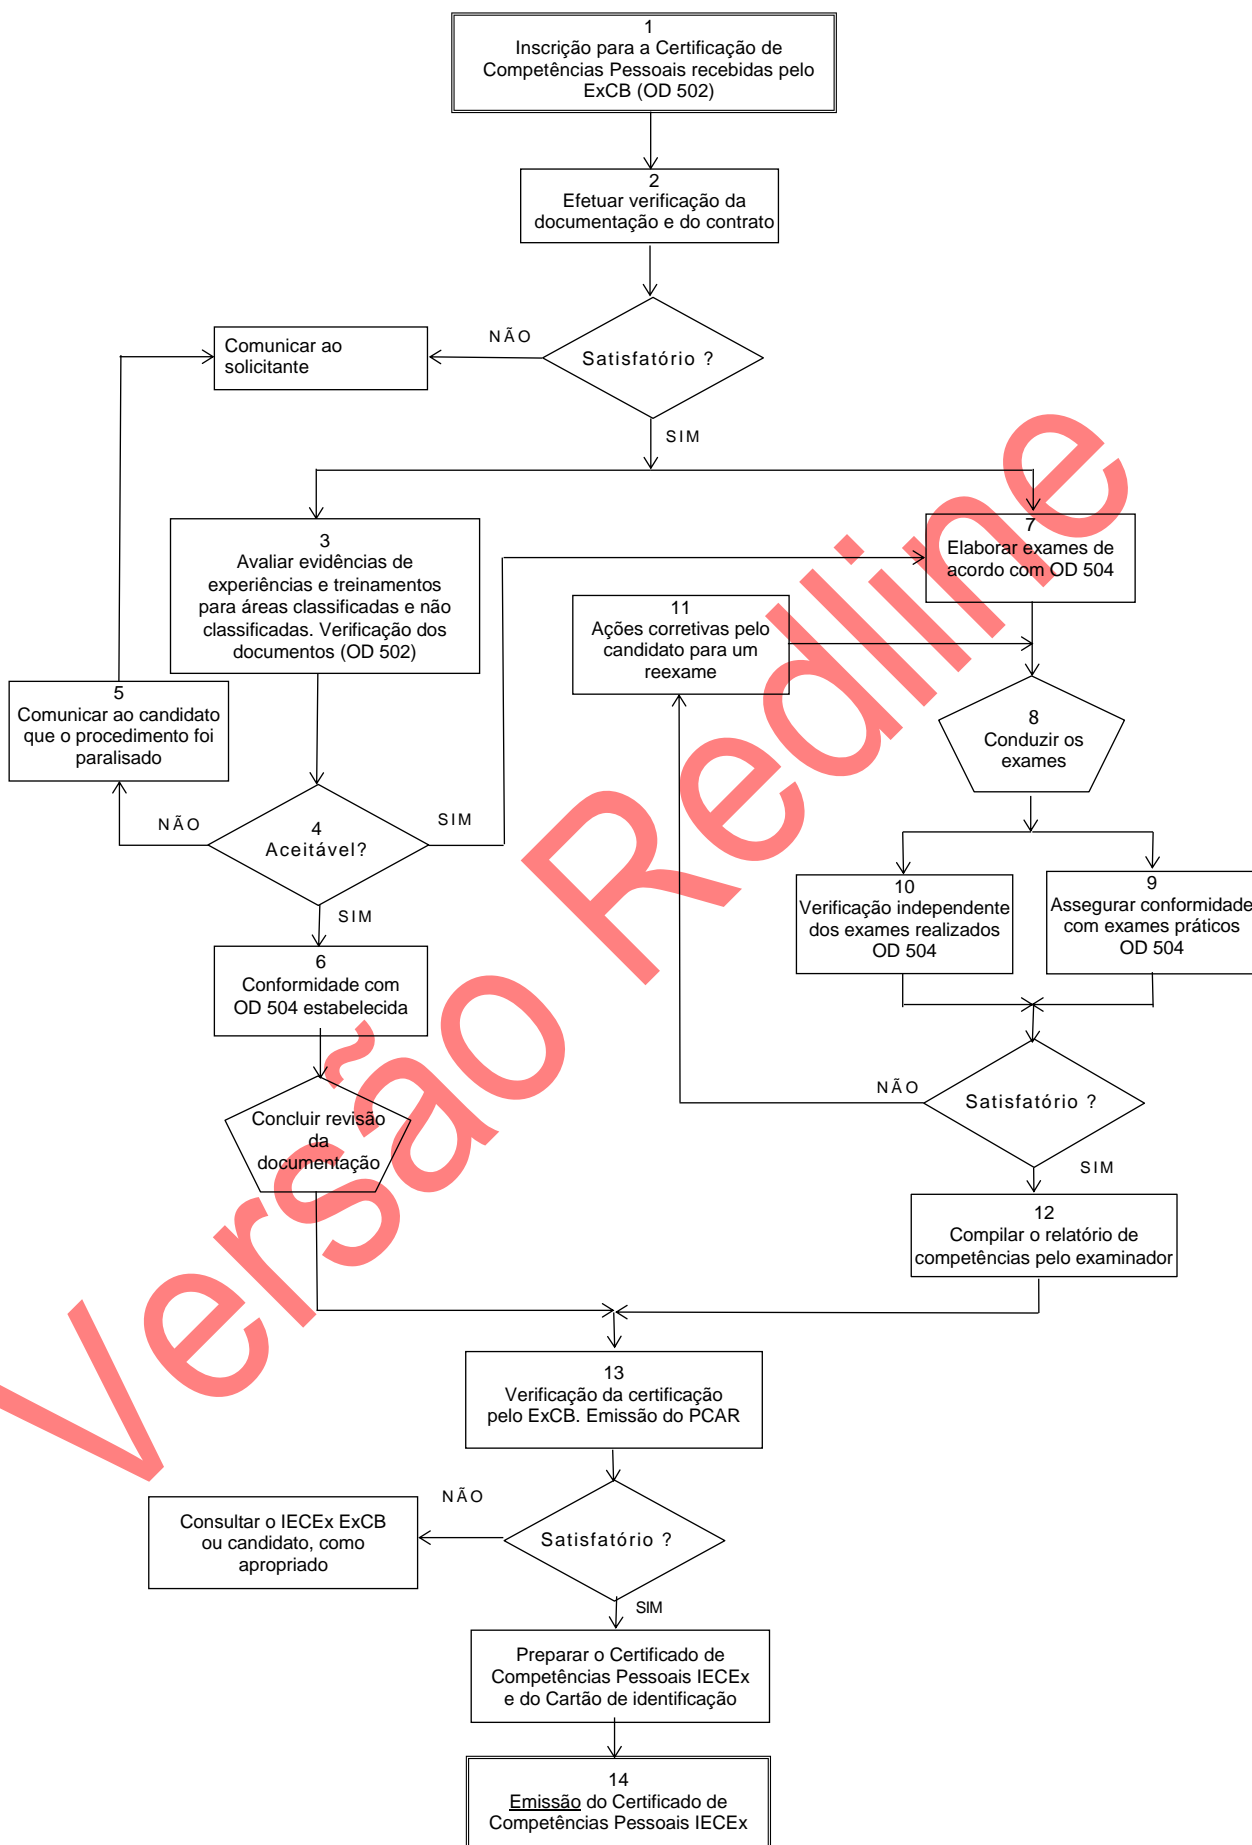 1
Inscrição para a Certificação de
Competências Pessoais recebidas pelo
ExCB (OD 502)
2
Efetuar verificação da
documentação e do contrato
Satisfatório ?
NÃO
Comunicar ao
solicitante
SIM
3
Avaliar evidências de
experiências e treinamentos
para áreas classificadas e não
classificadas. Verificação dos
documentos (OD 502)
7
Elaborar exames de
acordo com OD 504
11
Ações corretivas pelo
candidato para um
reexame
5
Comunicar ao candidato
que o procedimento foi
paralisado
8
Conduzir os
exames
NÃO
4
Aceitável?
SIM
SIM
10
Verificação independente
dos exames realizados
OD 504
9
Assegurar conformidade
com exames práticos
OD 504
6
Conformidade com
OD 504 estabelecida
NÃO
Satisfatório ?
SIM
Concluir revisão
da
documentação
12
Compilar o relatório de
competências pelo examinador
13
Verificação da certificação
pelo ExCB. Emissão do PCAR
NÃO
Satisfatório ?
Consultar o IECEx ExCB
ou candidato, como
apropriado
SIM
Preparar o Certificado de
Competências Pessoais IECEx
e do Cartão de identificação
14
Emissão do Certificado de
Competências Pessoais IECEx
Versão Redline